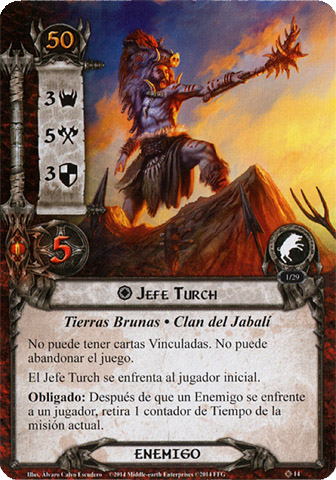 50
3
5
3
5
1/29
Jefe Turch
Tierras Brunas • Clan del Jabalí
No puede tener cartas Vinculadas. No puede
abandonar el juego.
El Jefe Turch se enfrenta al jugador inicial.
Obligado: Después de que un Enemigo se enfrente
a un jugador, retira 1 contador de Tiempo de la
misión actual.
ENEMIGO
Illus. Álvaro Calvo Escudero ©2014 Middle-earth Enterprises ©2014 FFG 14